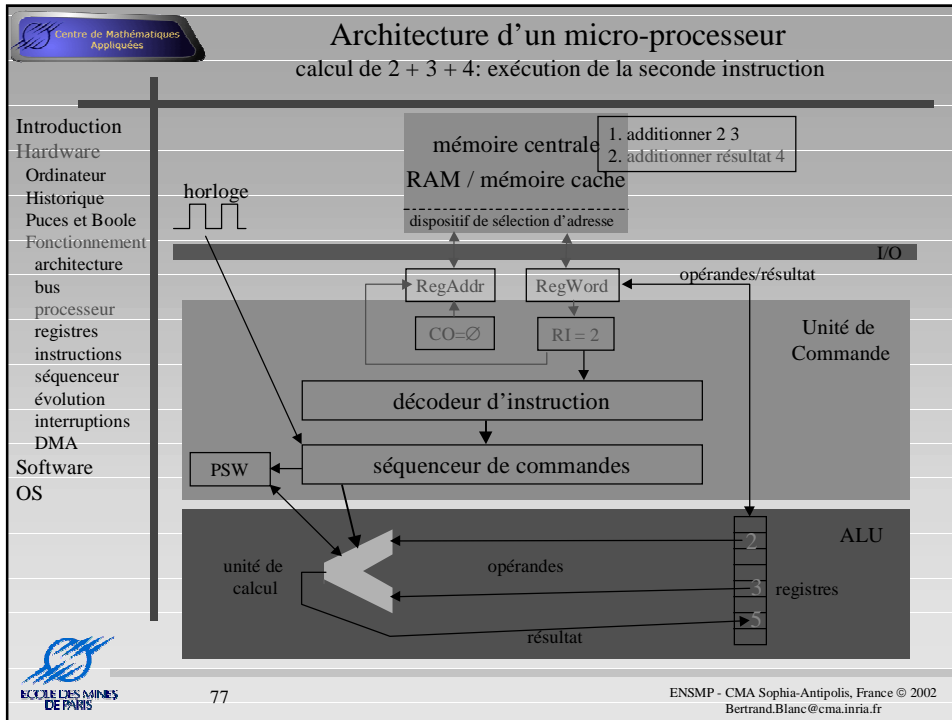 Centre de Mathématiques
Appliquées
Architecture d'un micro-processeur
calcul de 2 + 3 + 4: exécution de la seconde instruction
Introduction
Hardware
Ordinateur
Historique
Puces et Boole
Fonctionnement
architecture
bus
processeur
registres
instructions
séquenceur
évolution
interruptions
DMA
Software
OS
horloge
mémoire centrale
RAM / mémoire cache
dispositif de sélection d'adresse
1. additionner 2 3
2. additionner résultat 4
I/O
RegAddr
RegWord
opérandes/résultat
CO=∅
RI = 2
Unité de
Commande
décodeur d'instruction
séquenceur de commandes
PSW
ALU
unité de
calcul
opérandes
résultat
2
3
5
registres
ECOLE DES MINES
DE PARIS
77
ENSMP - CMA Sophia-Antipolis, France © 2002
Bertrand.Blanc@cma.inria.fr